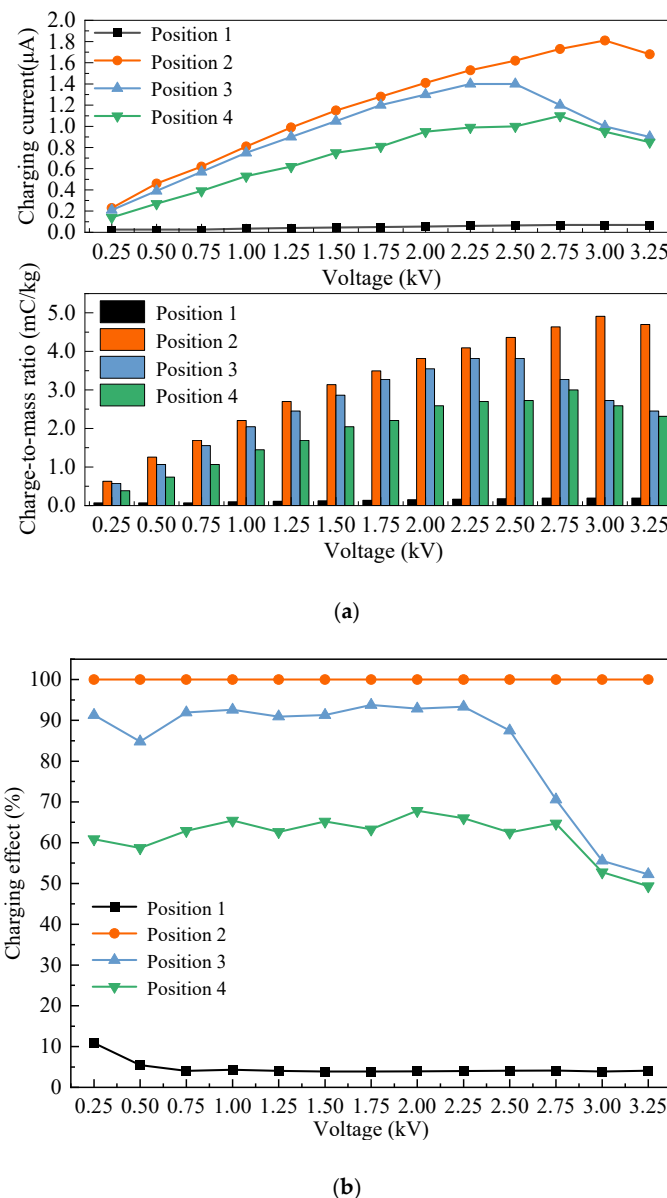 Charging current(μA)
2.0
1.8
1.6
1.4
1.2
1.0
0.8
0.6
0.4
0.2
0.0
Position 1
Position 2
Position 3
Position 4
0.25 0.50 0.75 1.00 1.25 1.50 1.75 2.00 2.25 2.50 2.75 3.00 3.25
Voltage (kV)
Charge-to-mass ratio (mC/kg)
5.0
4.0
3.0
2.0
1.0
0.0
Position 1
Position 2
Position 3
Position 4
0.25 0.50 0.75 1.00 1.25 1.50 1.75 2.00 2.25 2.50 2.75 3.00 3.25
Voltage (kV)
(a)
Charging effect (%)
100
90
80
70
60
50
40
30
20
10
0
Position 1
Position 2
Position 3
Position 4
0.25 0.50 0.75 1.00 1.25 1.50 1.75 2.00 2.25 2.50 2.75 3.00 3.25
Voltage (kV)
(b)